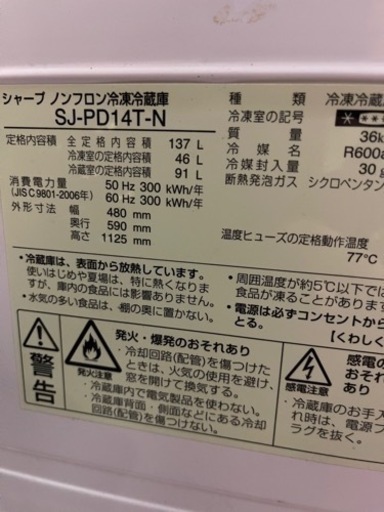 シャープ ノンフロン冷凍冷蔵庫
SJ-PD14T-N
定格内容積 全定格内容積 137 L
冷凍室の定格内容積 46 L
冷蔵室の定格内容積 91 L
消費電力量 50 Hz 300 kWh/年
(JISC9801-2006年) 60 Hz 300 kWh/年
外形寸法 幅 480 mm
奥行 590 mm
高さ 1125 mm
種類 冷凍冷蔵
冷凍室の記号
質量 36k
冷媒名 R600a
冷媒封入量 30 g
断熱発泡ガス シクロペンタン
温度ヒューズの定格動作温度
77℃
・冷蔵庫は、表面から放熱しています。
使いはじめや夏場は、特に熱くなりま
すが、庫内の食品には影響ありません。
・水気の多い食品は、棚の奥に置かない。
・周囲温度が約5℃以下では
食品が凍ることがあります
・電源は必ずコンセントから
【くわしく
警告
発火・爆発のおそれあり
発火注意
・冷却回路(配管)を傷つけた
ときは、火気の使用を避け、
窓を開けて換気する。
・冷蔵庫内で電気製品を使わない。
・冷蔵庫背面・側面などにある冷却
回路(配管)を傷つけない。
感電の
おそれあり
感電注意
・冷蔵庫のお手入
れ時は、電源プ
ラグを抜く。